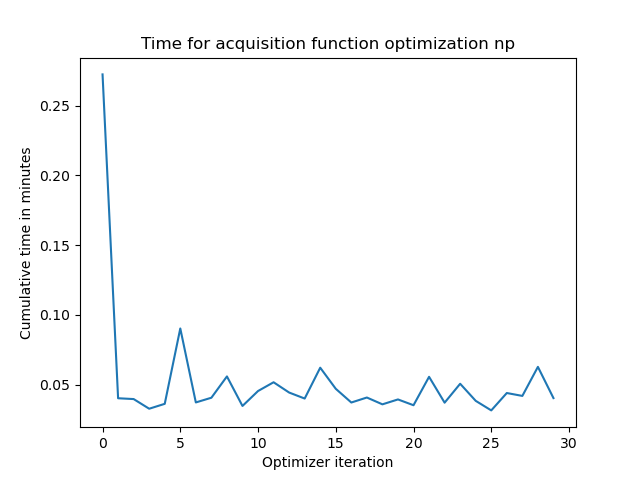 Time for acquisition function optimization np
Cumulative time in minutes
0.25
0.20
0.15
0.10
0.05
0 5 10 15 20 25 30
Optimizer iteration